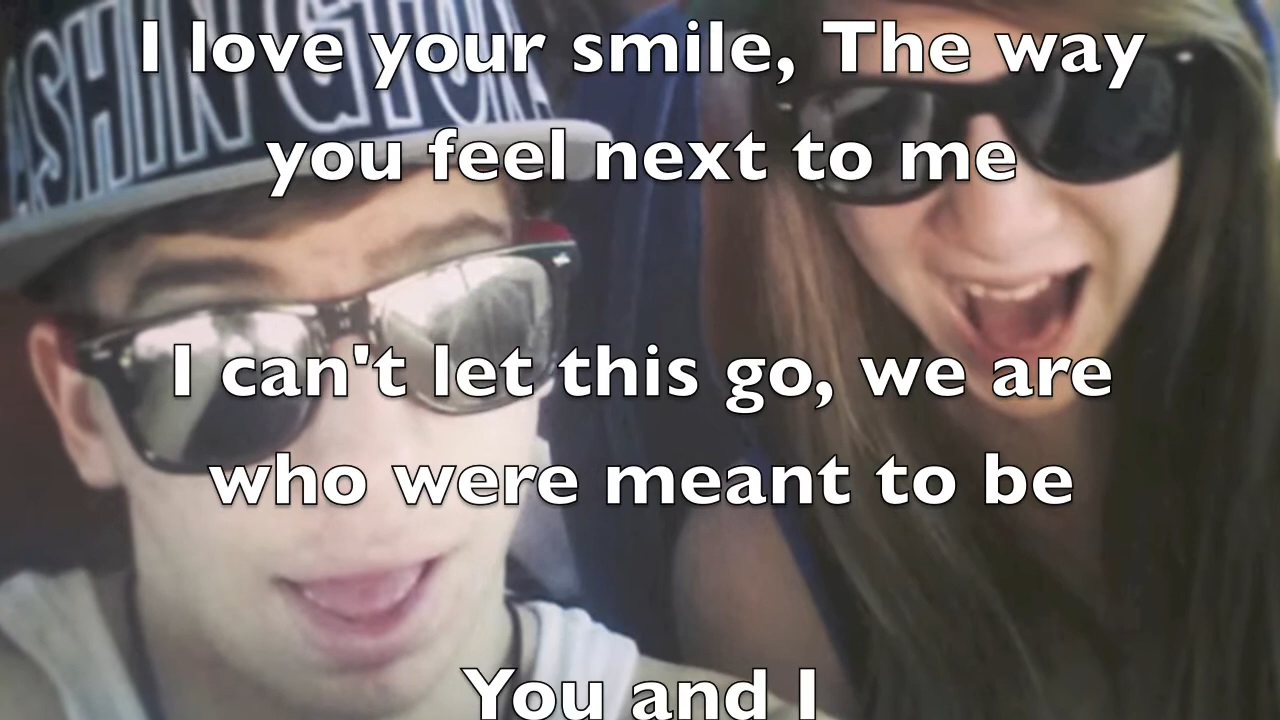 ASHINGTON
I love your smile, The way
you feel next to me
I can't let this go, we are
who were meant to be
You and I